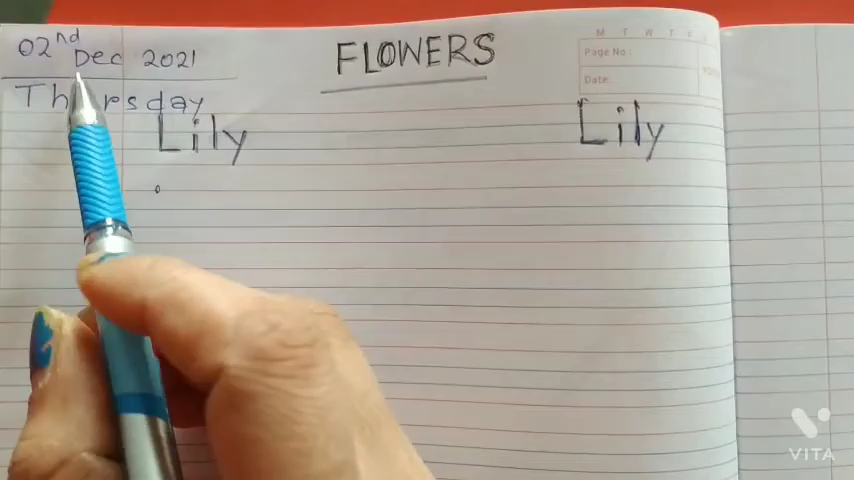 02nd Dec 2021
FLOWERS
M T W T F
Page No:
Date:
Thursday
Lily
Lily
VITA